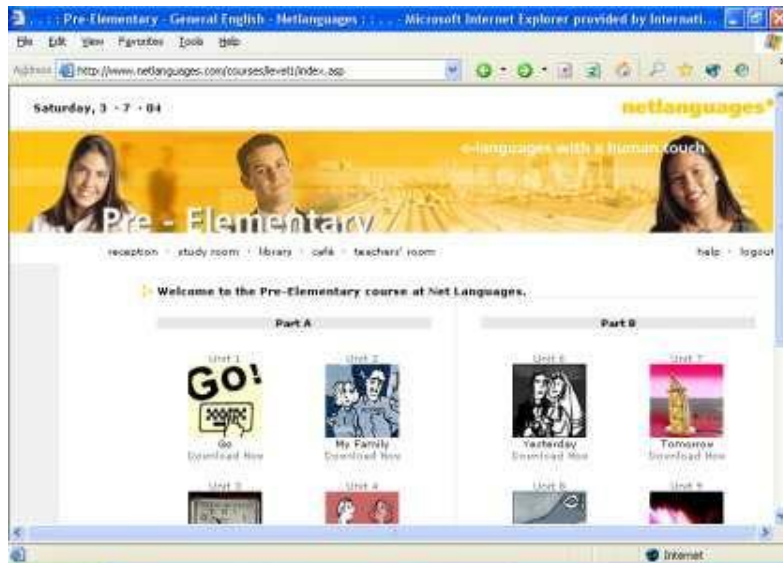 . . . : : Pre-Elementary - General English - Netlanguages : : . . . - Microsoft Internet Explorer provided by Internati...
File Edit View Favorites Tools Help
Address http://www.netlanguages.com/courses/level1/index.asp
Saturday, 3 - 7 - 04
netlanguages
e-languages with a human touch
Pre - Elementary
reception · study room · library · café · teachers' room help · logout
Welcome to the Pre-Elementary course at Net Languages.
Part A Part B
Unit 1 Unit 2 Unit 6 Unit 7
GO!
Go My Family Yesterday Tomorrow
Download Now Download Now Download Now Download Now
Unit 3 Unit 4 Unit 8 Unit 9
Internet